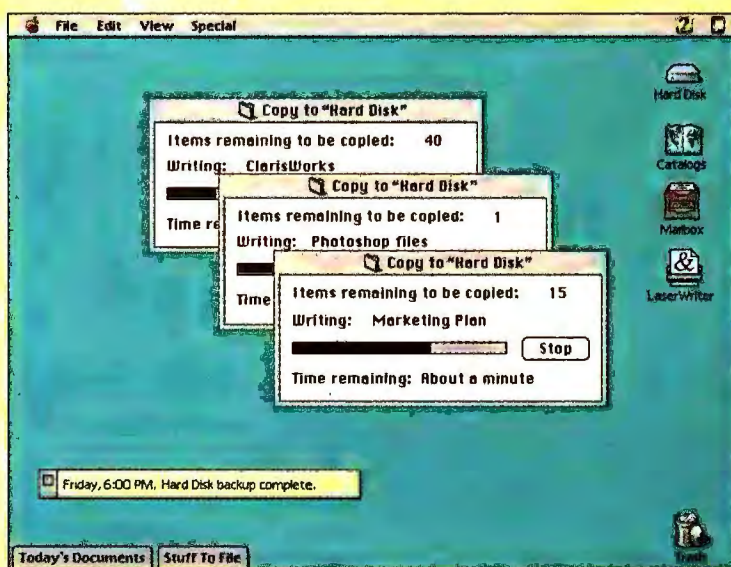 File Edit View Special
Hard Disk
Catalogs
Mailbox
&
LaserWriter
Trash
Copy to "Hard Disk"
Items remaining to be copied: 40
Writing: ClarisWorks
Time re
Copy to "Hard Disk"
Items remaining to be copied: 1
Writing: Photoshop files
Time
Copy to "Hard Disk"
Items remaining to be copied: 15
Writing: Marketing Plan
Stop
Time remaining: About a minute
Friday, 6:00 PM. Hard Disk backup complete.
Today's Documents
Stuff To File